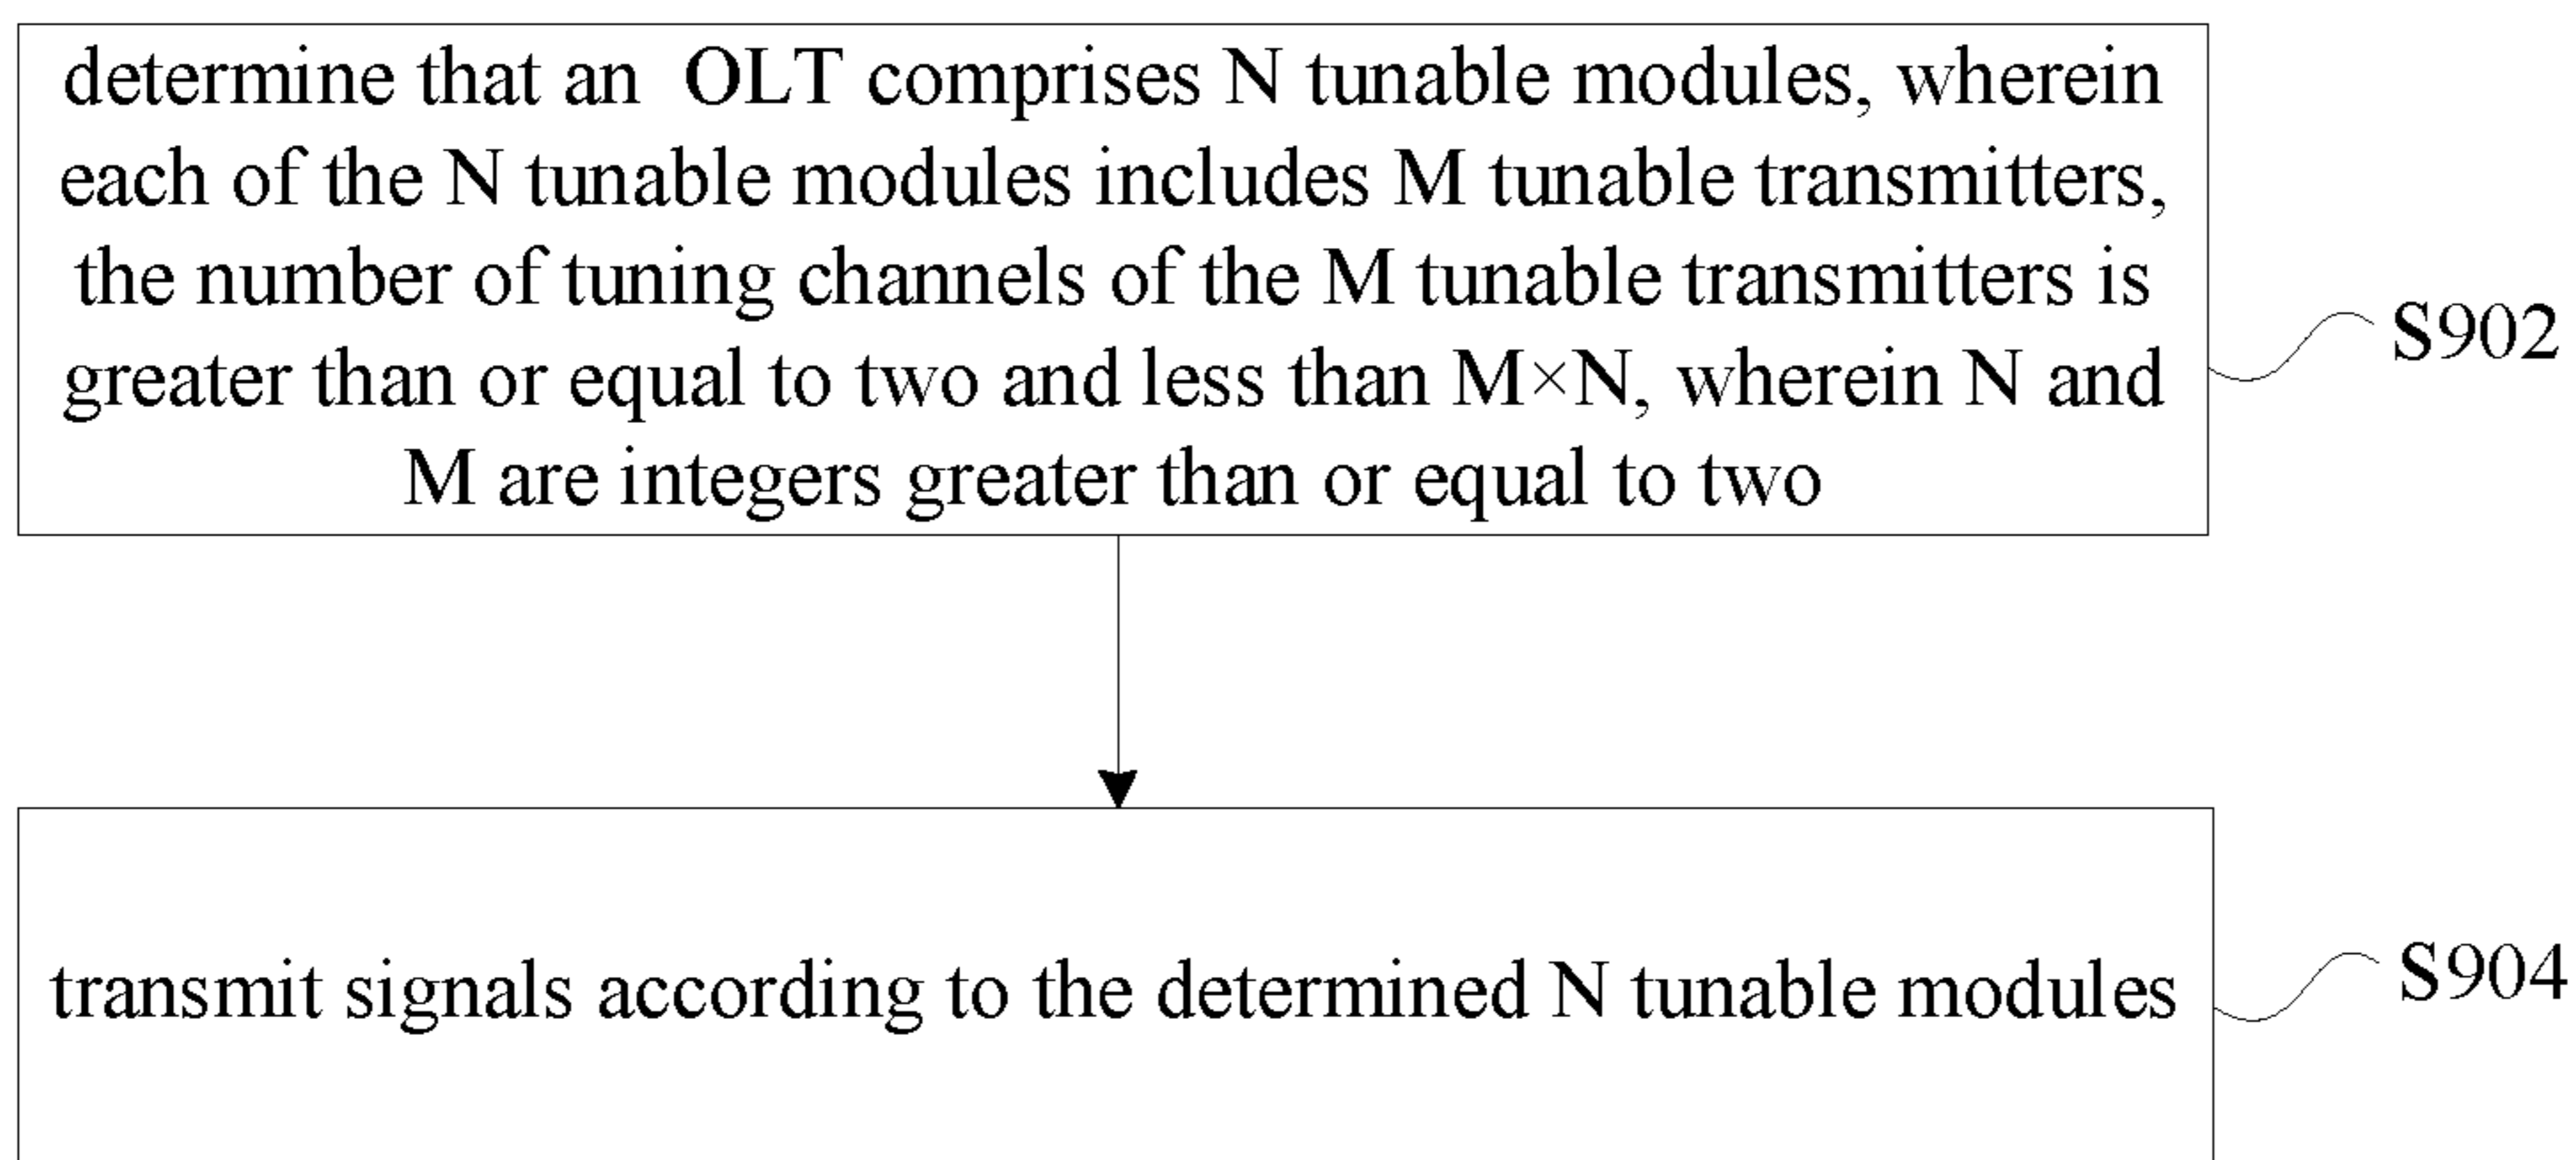 determine that an OLT comprises N tunable modules, wherein
each of the N tunable modules includes M tunable transmitters,
the number of tuning channels of the M tunable transmitters is
greater than or equal to two and less than M×N, wherein N and
M are integers greater than or equal to two
S902
transmit signals according to the determined N tunable modules
S904